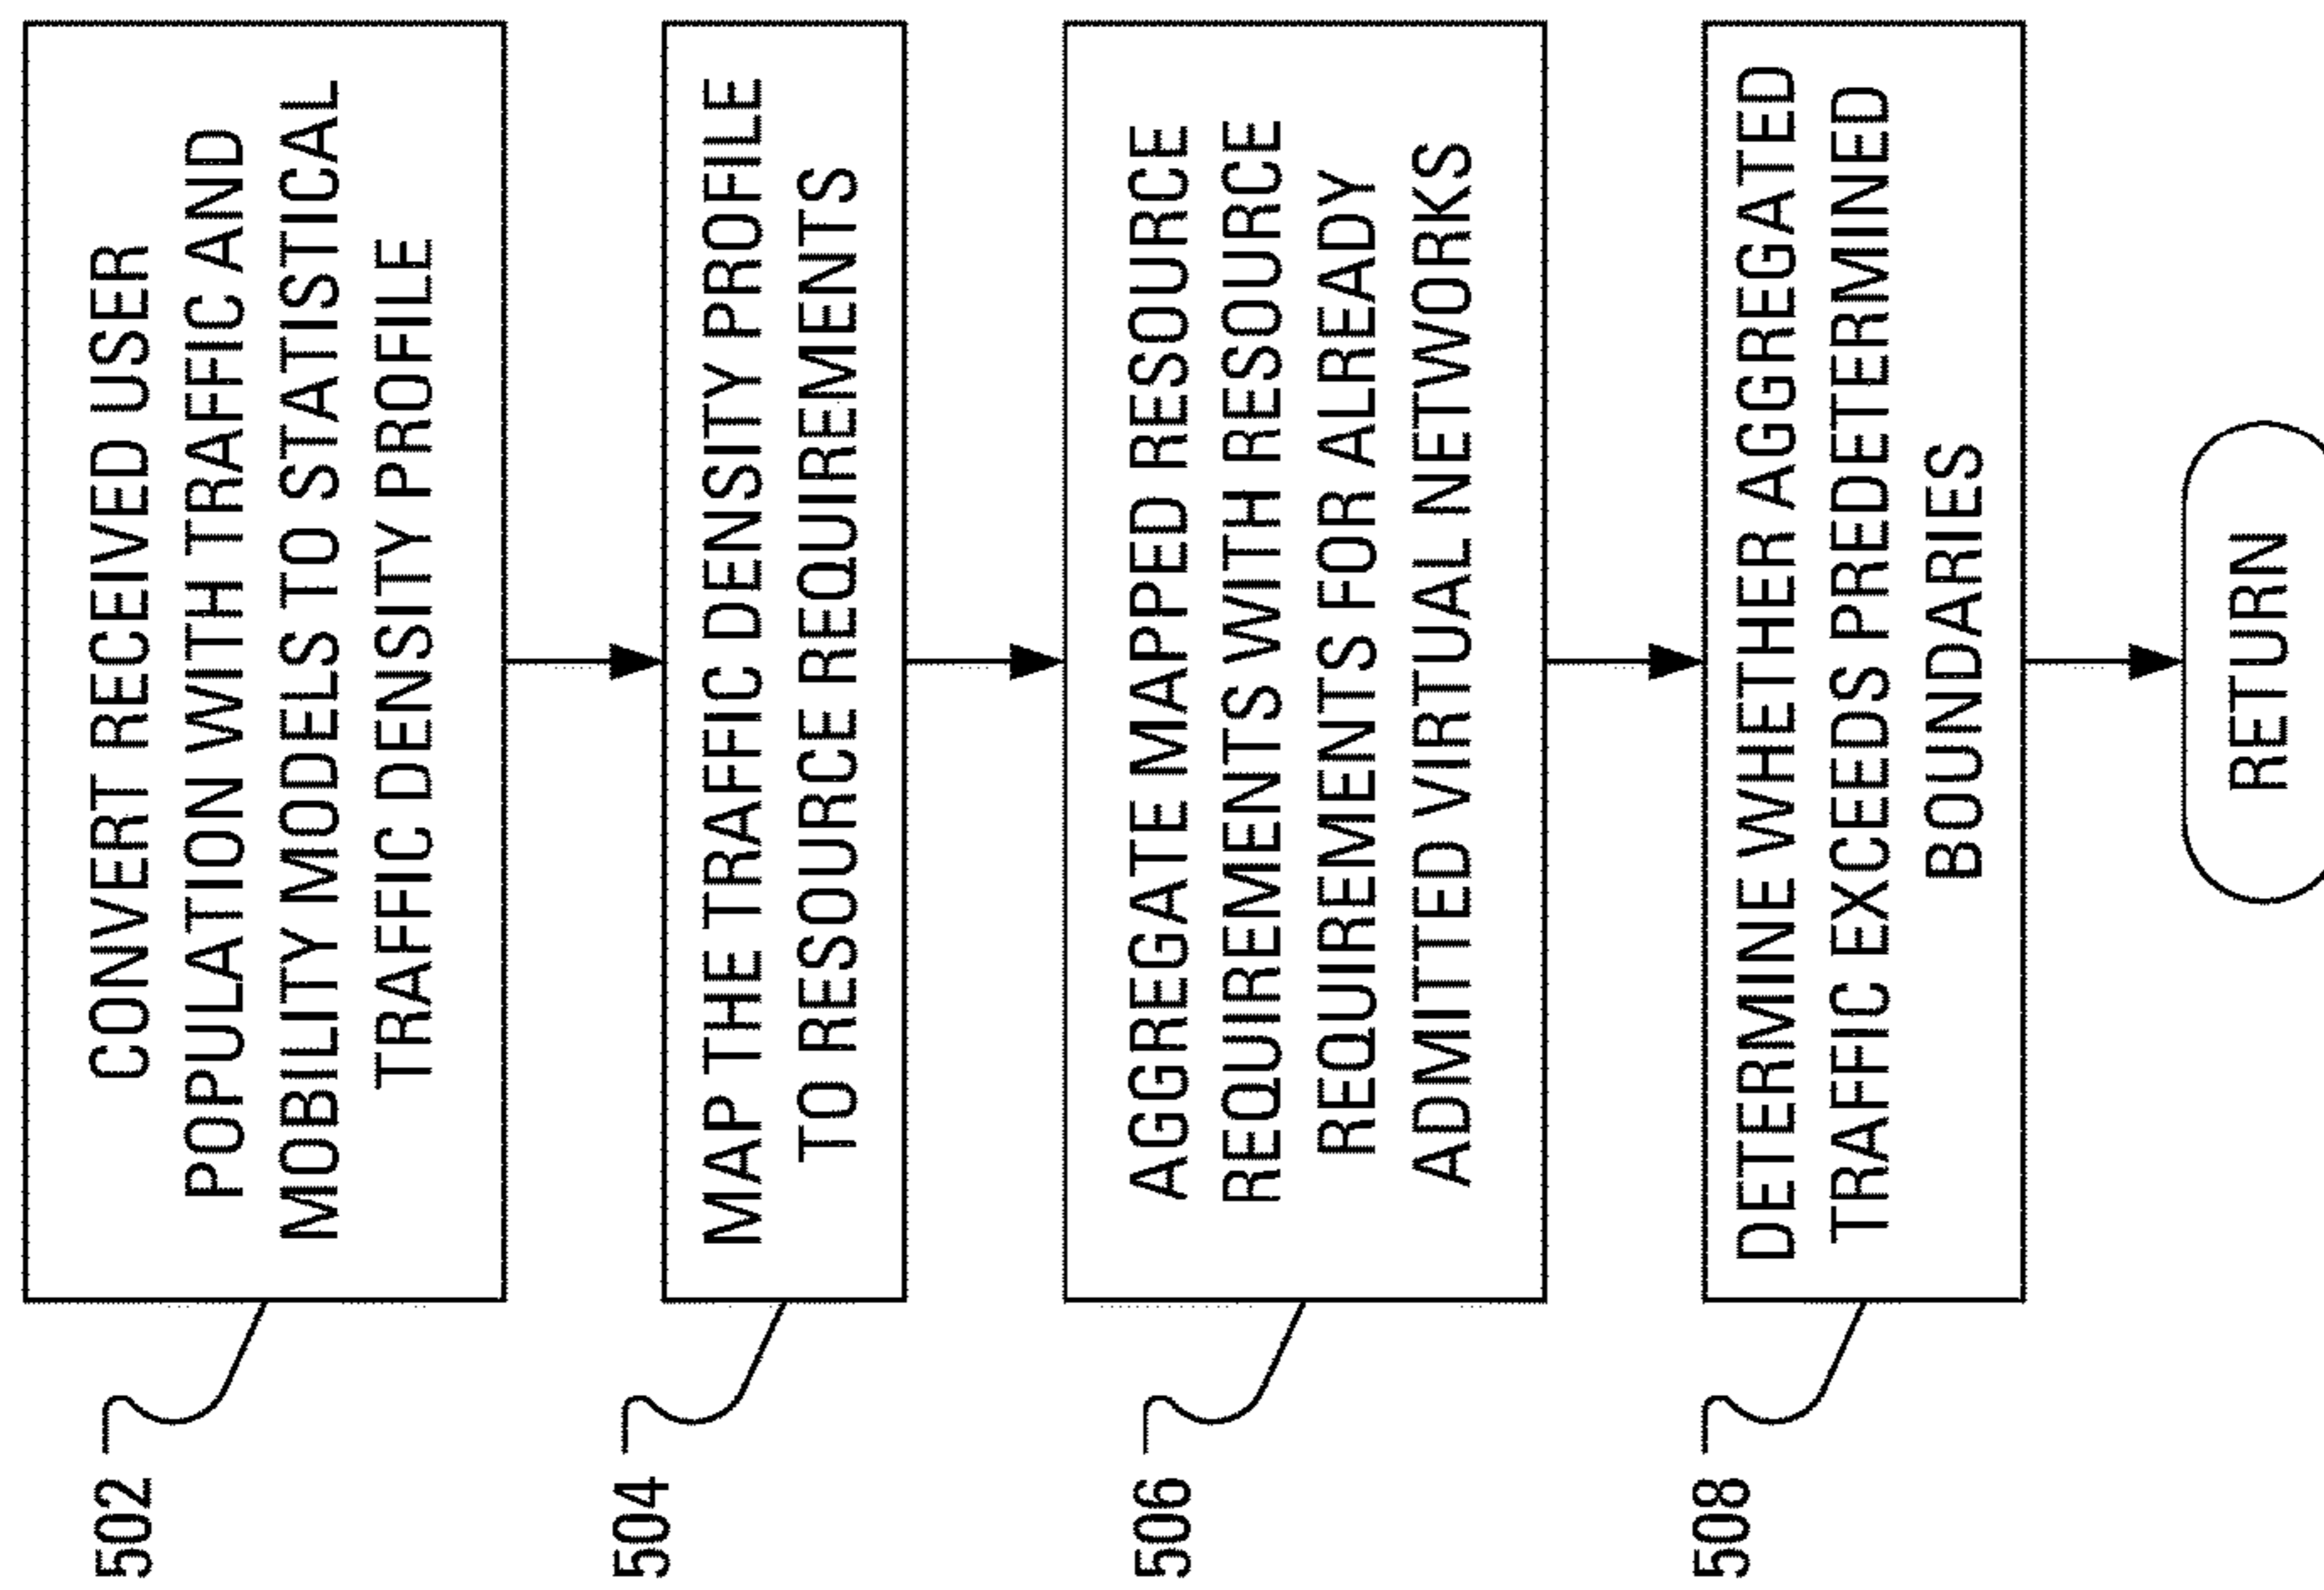 502
CONVERT RECEIVED USER
POPULATION WITH TRAFFIC AND
MOBILITY MODELS TO STATISTICAL
TRAFFIC DENSITY PROFILE
504
MAP THE TRAFFIC DENSITY PROFILE
TO RESOURCE REQUIREMENTS
506
AGGREGATE MAPPED RESOURCE
REQUIREMENTS WITH RESOURCE
REQUIREMENTS FOR ALREADY
ADMITTED VIRTUAL NETWORKS
508
DETERMINE WHETHER AGGREGATED
TRAFFIC EXCEEDS PREDETERMINED
BOUNDARIES
RETURN